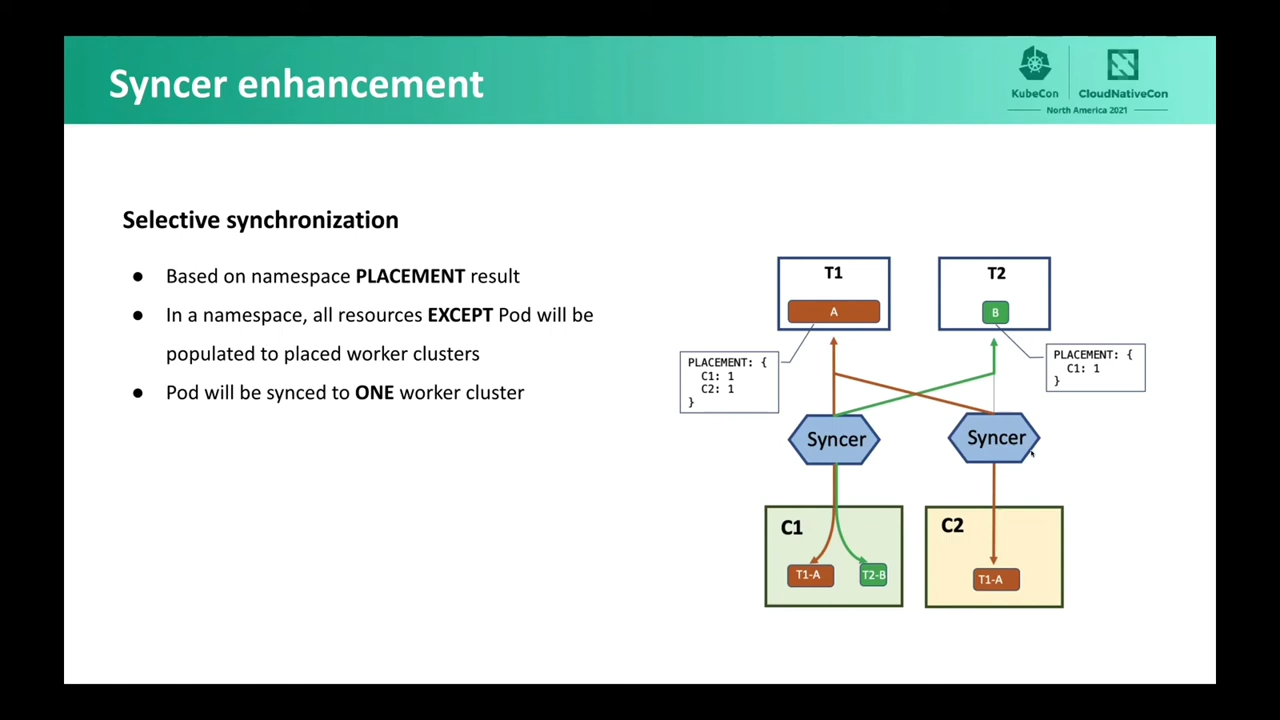 Syncer enhancement
KubeCon
CloudNativeCon
North America 2021
Selective synchronization
● Based on namespace PLACEMENT result
● In a namespace, all resources EXCEPT Pod will be
populated to placed worker clusters
● Pod will be synced to ONE worker cluster
T1
A
T2
B
PLACEMENT: {
C1: 1
C2: 1
}
PLACEMENT: {
C1: 1
}
Syncer
Syncer
C1
T1-A
T2-B
C2
T1-A